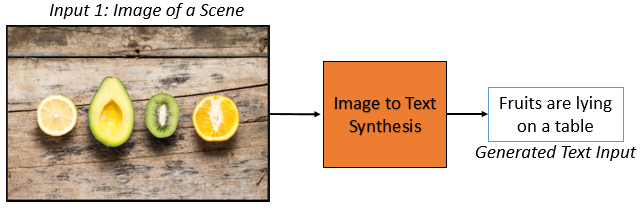 Input 1: Image of a Scene
Image to Text
Synthesis
Fruits are lying
on a table
Generated Text Input